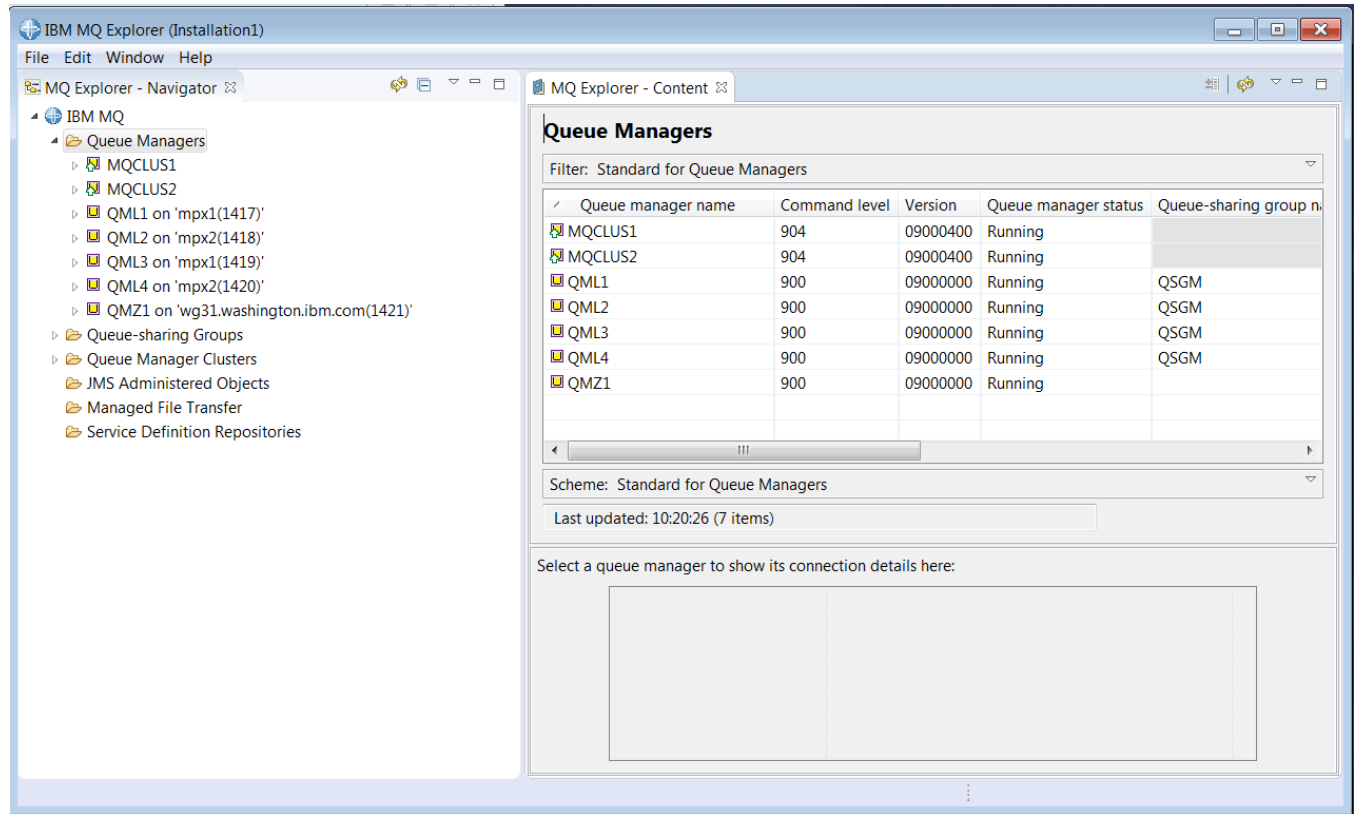 IBM MQ Explorer (Installation1)
File Edit Window Help
MQ Explorer - Navigator
IBM MQ
Queue Managers
MQCLUS1
MQCLUS2
QML1 on 'mpx1(1417)'
QML2 on 'mpx2(1418)'
QML3 on 'mpx1(1419)'
QML4 on 'mpx2(1420)'
QMZ1 on 'wg31.washington.ibm.com(1421)'
Queue-sharing Groups
Queue Manager Clusters
JMS Administered Objects
Managed File Transfer
Service Definition Repositories
MQ Explorer - Content
Queue Managers
Filter: Standard for Queue Managers
Queue manager name Command level Version Queue manager status Queue-sharing group
MQCLUS1 904 09000400 Running
MQCLUS2 904 09000400 Running
QML1 900 09000000 Running QSGM
QML2 900 09000000 Running QSGM
QML3 900 09000000 Running QSGM
QML4 900 09000000 Running QSGM
QMZ1 900 09000000 Running
Scheme: Standard for Queue Managers
Last updated: 10:20:26 (7 items)
Select a queue manager to show its connection details here: